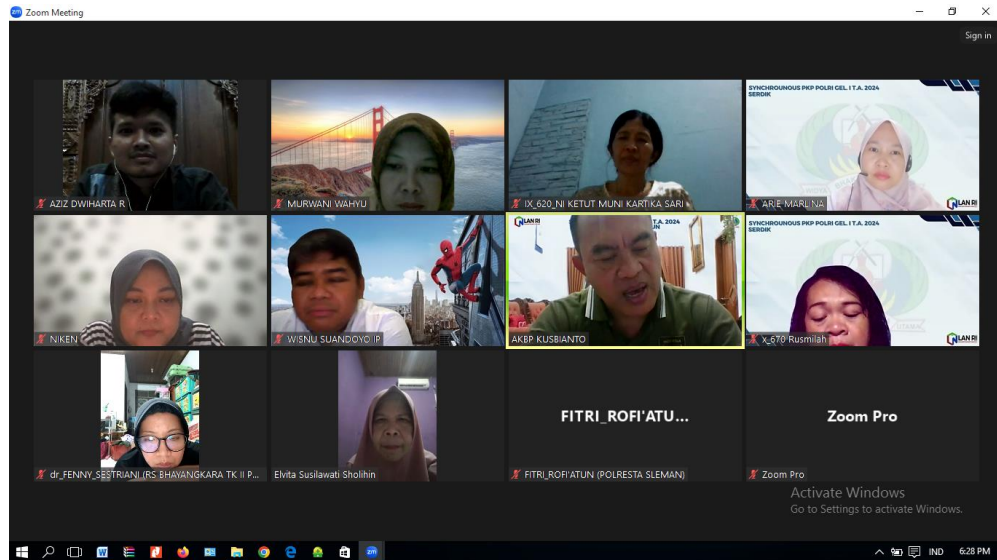 Zoom Meeting
Sign in
AZIZ DWIHARTA R
MURWANI WAHYU
IX_620_NI KETUT MUNI KARTIKA SARI
SYNCHROUNOUS PKP POLRI GEL. I T.A. 2024
SERDIK
ARIE MARLINA
LAN RI
NIKEN
WISNU SUANDOYO IP
LAN RI
T.A. 2024
AKBP KUSBIANTO
SYNCHROUNOUS PKP POLRI GEL. I T.A. 2024
SERDIK
X_670 Rusmilah
LAN RI
dr_FENNY_SESTRIANI (RS BHAYANGKARA TK II P...
Elvita Susilawati Sholihin
FITRI_ROFI'ATU...
FITRI_ROFI'ATUN (POLRESTA SLEMAN)
Zoom Pro
Zoom Pro
Activate Windows
Go to Settings to activate Windows.
IND
6:28 PM